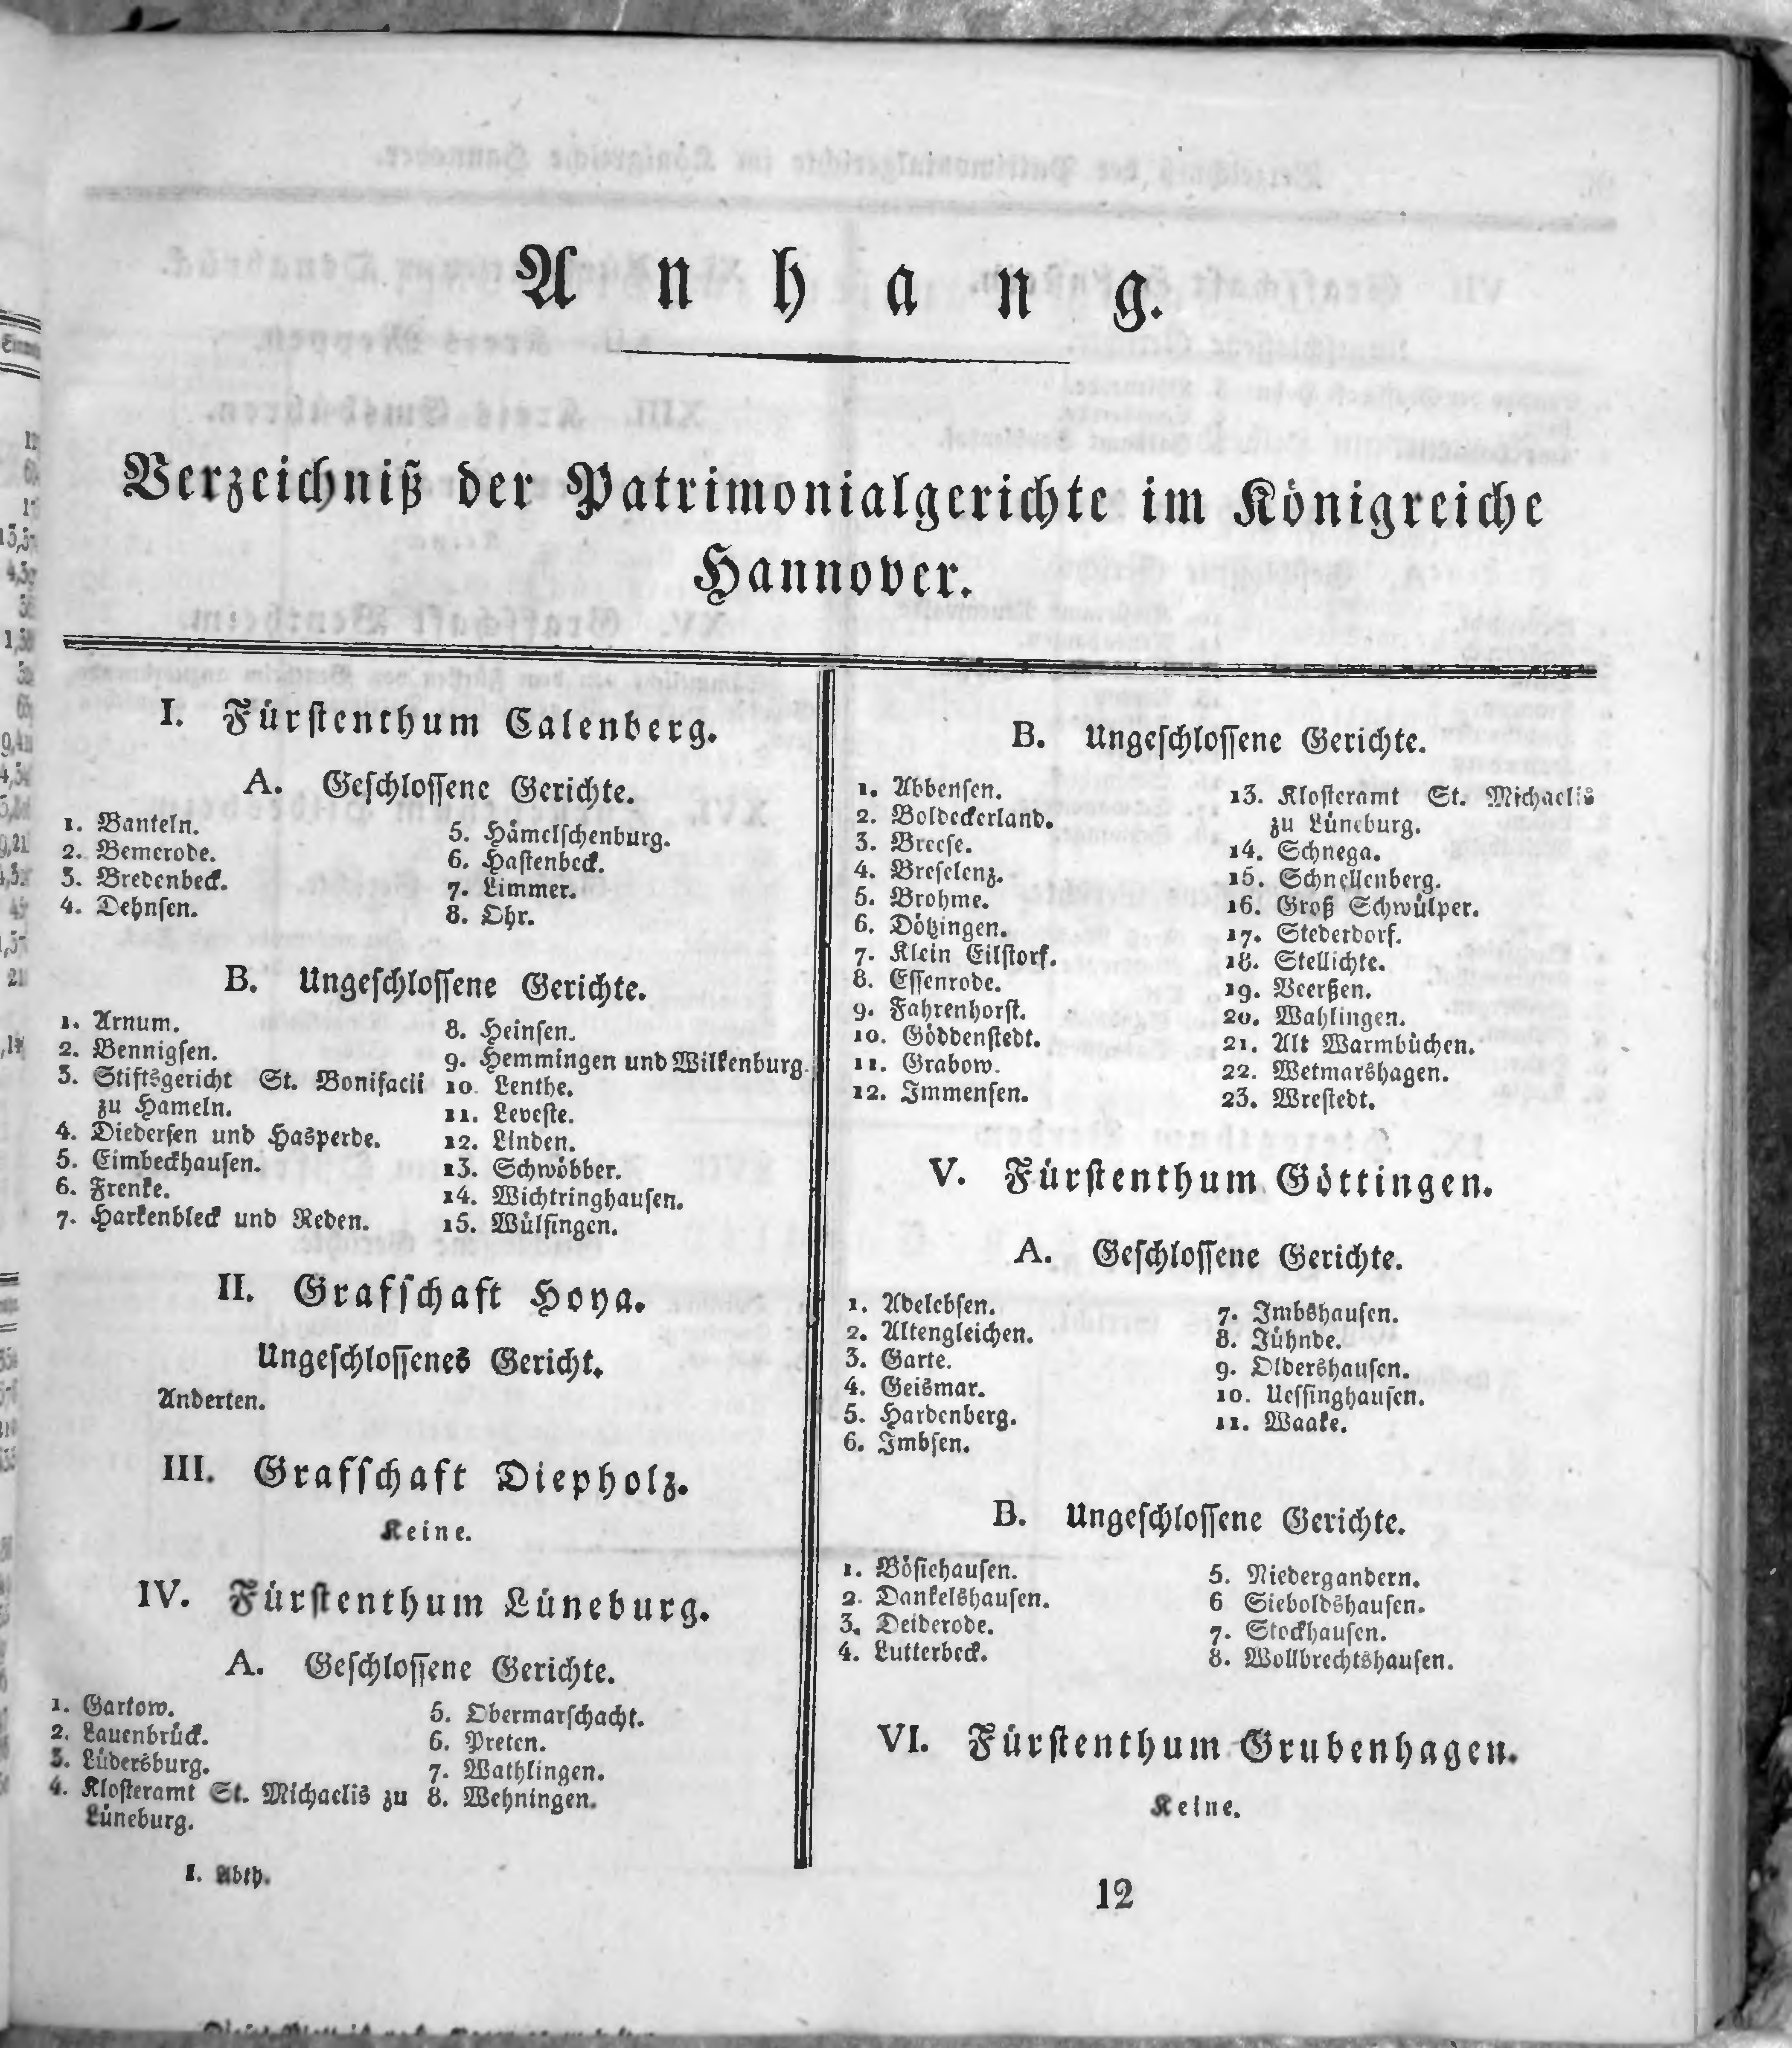 Anhang.
Verzeichniß der Patrimonialgerichte im Königreiche
Hannover.
I. Fürstenthum Calenberg.
A. Geschlossene Gerichte.
1. Banteln.
2. Bemerode.
3. Bredenbeck.
4. Dehnsen.
5. Hämelschenburg.
6. Hastenbeck.
7. Limmer.
8. Ohr.
B. Ungeschlossene Gerichte.
1. Arnum.
2. Bennigsen.
3. Stiftsgericht St. Bonifacii
zu Hameln.
4. Diedersen und Hasperde.
5. Eimbeckhausen.
6. Frenke.
7. Harkenbleck und Reden.
8. Heinsen.
9. Hemmingen und Wilkenburg.
10. Lenthe.
11. Leveste.
12. Linden.
13. Schwöbber.
14. Wichtringhausen.
15. Wülfingen.
II. Grafschaft Hoya.
Ungeschlossenes Gericht.
Anderten.
III. Grafschaft Diepholz.
Keine.
IV. Fürstenthum Lüneburg.
A. Geschlossene Gerichte.
1. Gartow.
2. Lauenbrück.
3. Lüdersburg.
4. Klosteramt St. Michaelis zu
Lüneburg.
5. Obermarschacht.
6. Preten.
7. Wathlingen.
8. Wehningen.
I. Abth.
B. Ungeschlossene Gerichte.
1. Abbensen.
2. Boldeckerland.
3. Breese.
4. Breselenz.
5. Brohme.
6. Dötzingen.
7. Klein Eilstorf.
8. Essenrode.
9. Fahrenhorst.
10. Göddenstedt.
11. Grabow.
12. Immensen.
13. Klosteramt St. Michaelis
zu Lüneburg.
14. Schnega.
15. Schnellenberg.
16. Groß Schwülper.
17. Stederdorf.
18. Stellichte.
19. Veerßen.
20. Wahlingen.
21. Alt Warmbüchen.
22. Wetmarshagen.
23. Wrestedt.
V. Fürstenthum Göttingen.
A. Geschlossene Gerichte.
1. Adelebsen.
2. Altengleichen.
3. Garte.
4. Geismar.
5. Hardenberg.
6. Imbsen.
7. Imbshausen.
8. Jühnde.
9. Oldershausen.
10. Uessinghausen.
11. Waake.
B. Ungeschlossene Gerichte.
1. Bösiehausen.
2. Dankelshausen.
3. Deiderode.
4. Lutterbeck.
5. Niedergandern.
6 Sieboldshausen.
7. Stockhausen.
8. Wollbrechtshausen.
VI. Fürstenthum Grubenhagen.
Keine.
12